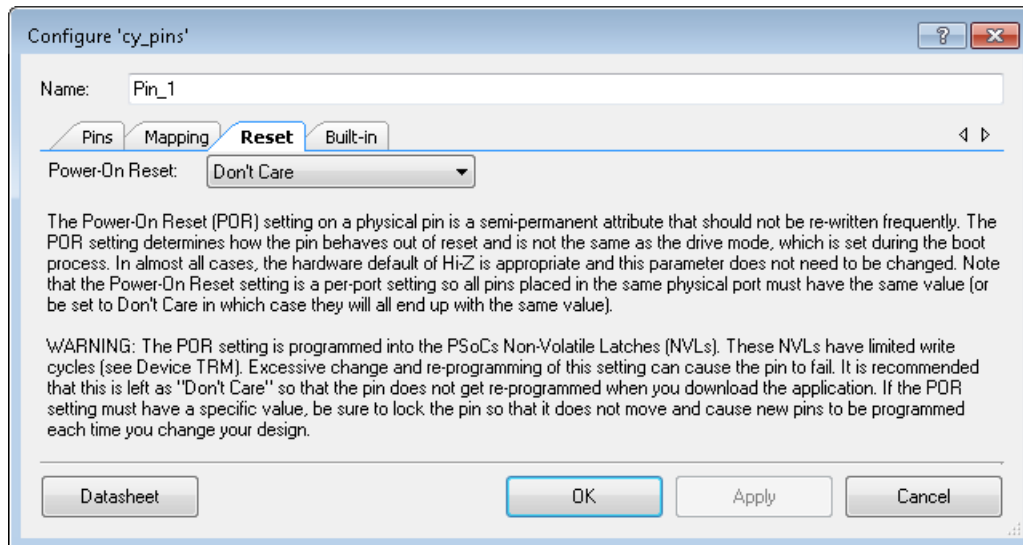 Configure 'cy_pins'
Name: Pin_1
Pins Mapping Reset Built-in
Power-On Reset: Don't Care
The Power-On Reset (POR) setting on a physical pin is a semi-permanent attribute that should not be re-written frequently. The
POR setting determines how the pin behaves out of reset and is not the same as the drive mode, which is set during the boot
process. In almost all cases, the hardware default of Hi-Z is appropriate and this parameter does not need to be changed. Note
that the Power-On Reset setting is a per-port setting so all pins placed in the same physical port must have the same value (or
be set to Don't Care in which case they will all end up with the same value).
WARNING: The POR setting is programmed into the PSoCs Non-Volatile Latches (NVLs). These NVLs have limited write
cycles (see Device TRM). Excessive change and re-programming of this setting can cause the pin to fail. It is recommended
that this is left as "Don't Care" so that the pin does not get re-programmed when you download the application. If the POR
setting must have a specific value, be sure to lock the pin so that it does not move and cause new pins to be programmed
each time you change your design.
Datasheet OK Apply Cancel